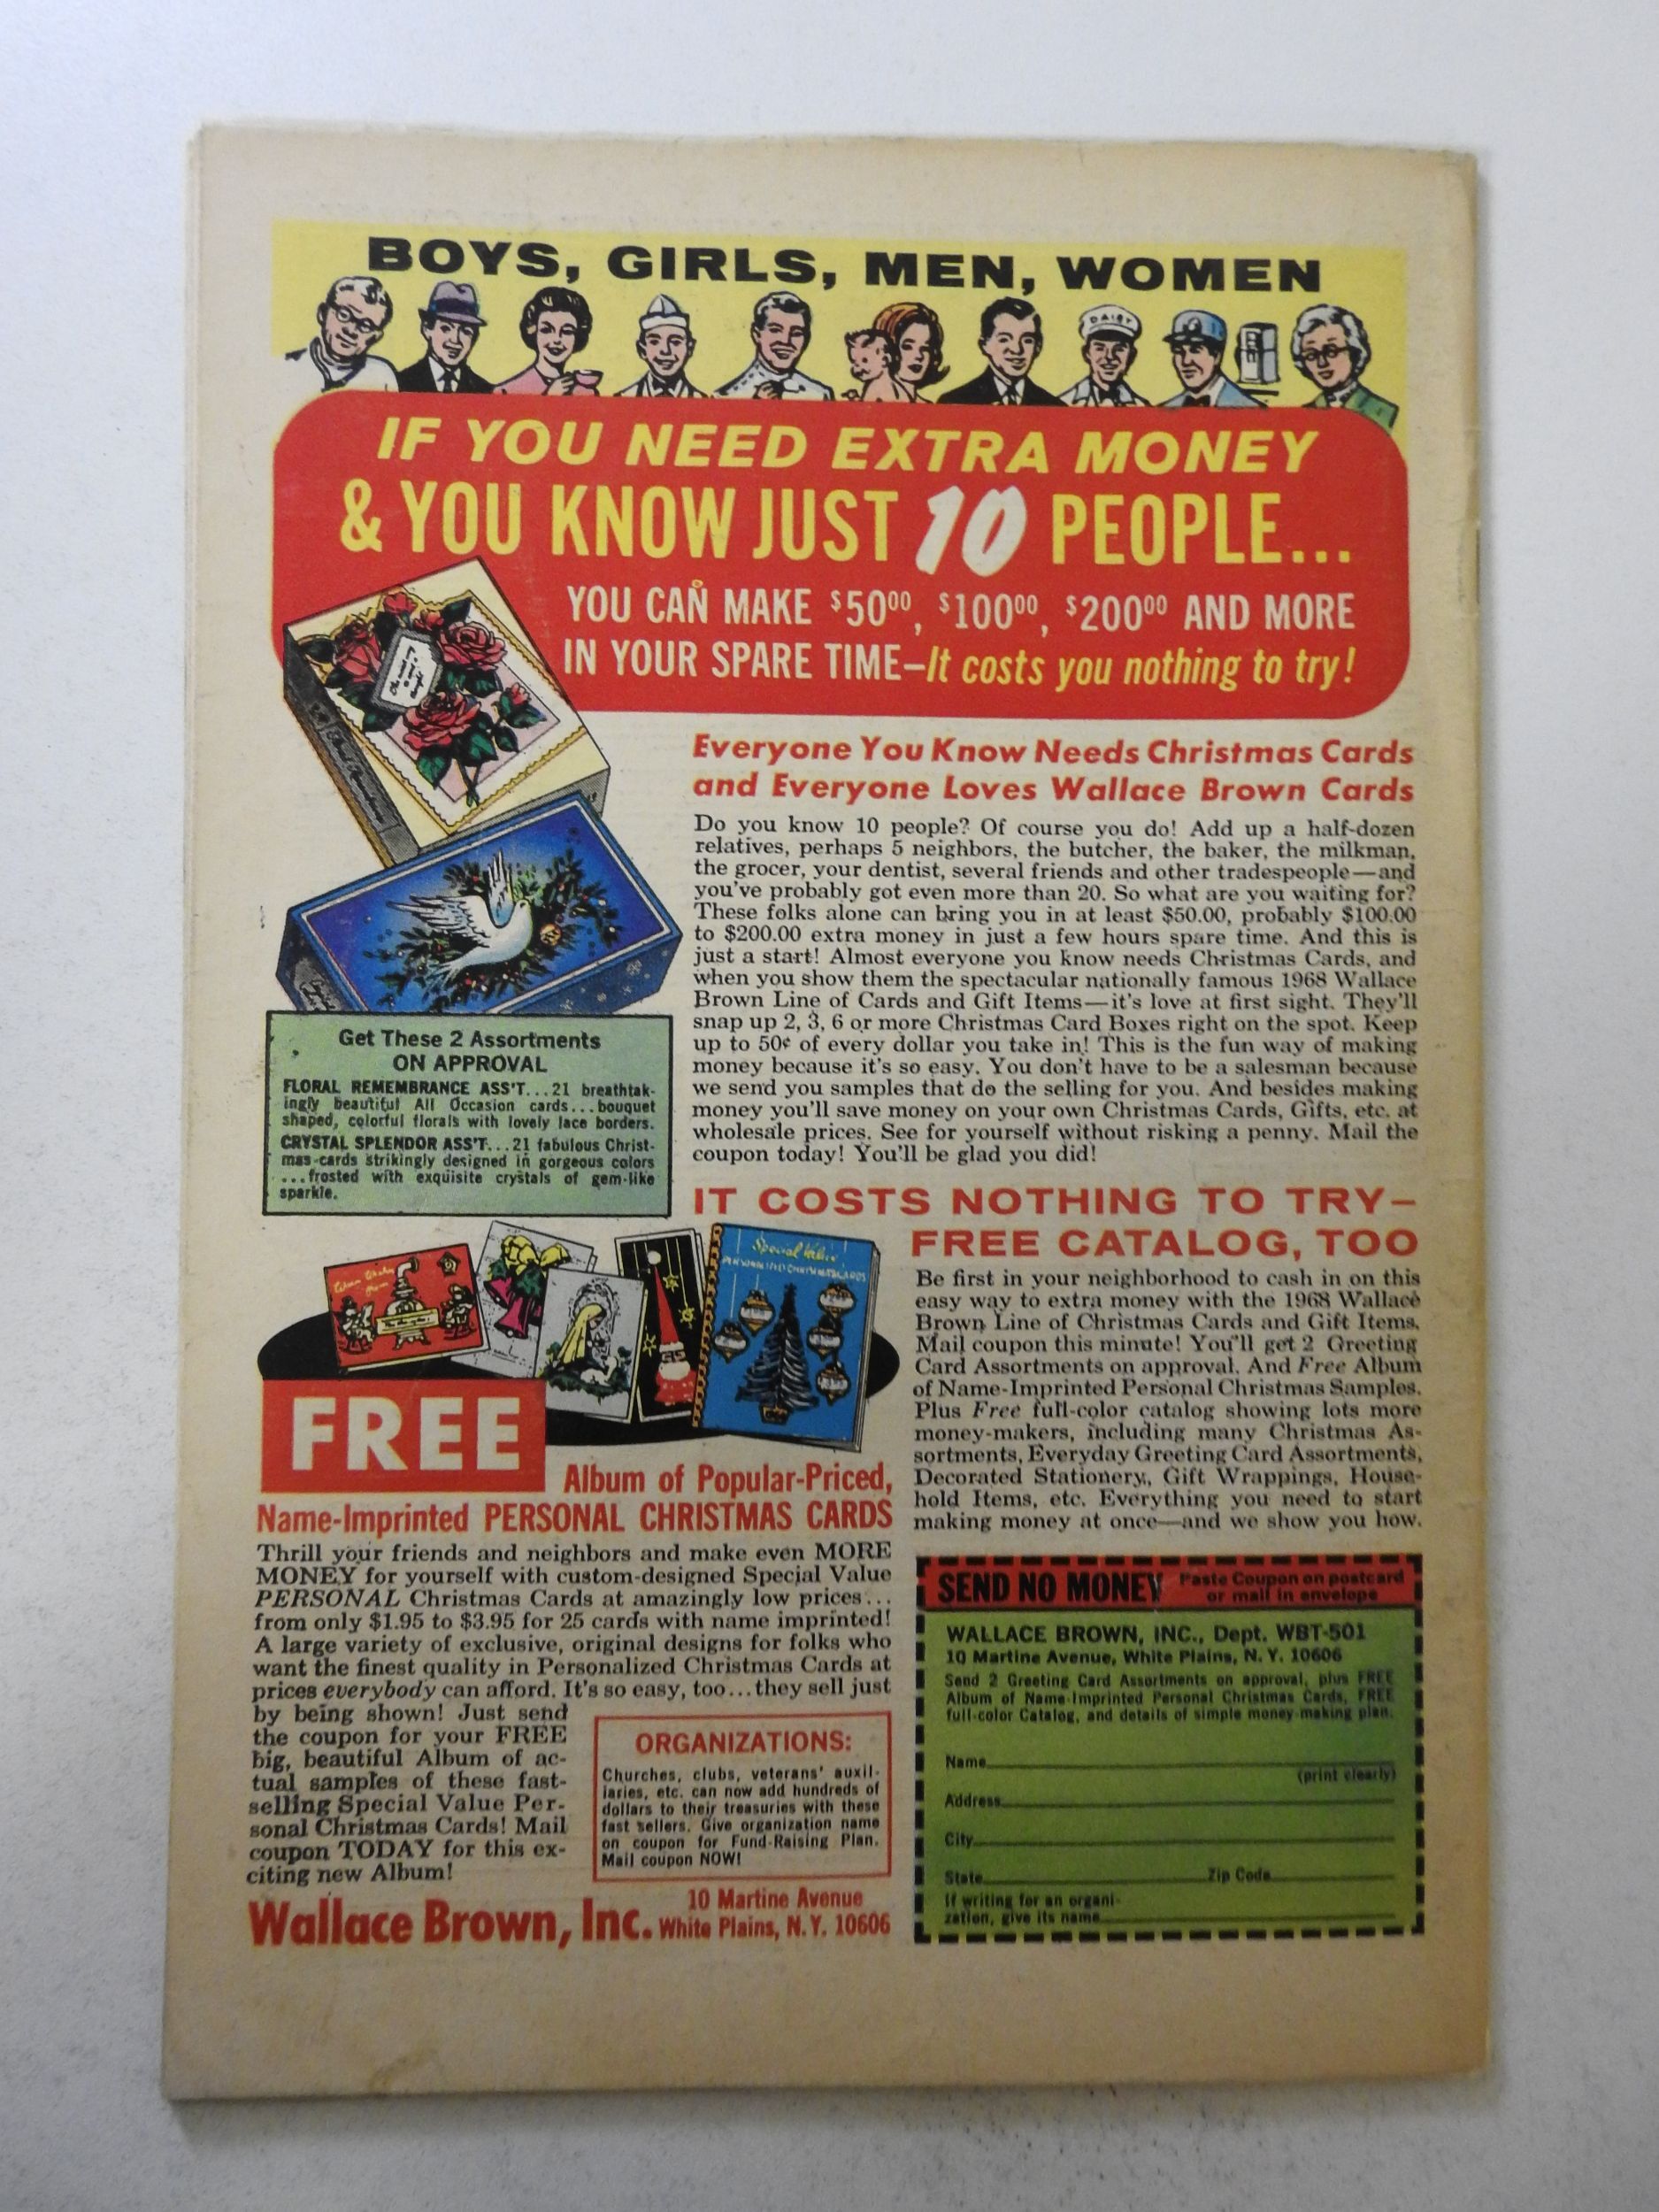 BOYS, GIRLS, MEN, WOMEN
DAIRY
IF YOU NEED EXTRA MONEY
& YOU KNOW JUST 10 PEOPLE...
YOU CAN MAKE $50⁰⁰, $100⁰⁰, $200⁰⁰ AND MORE
IN YOUR SPARE TIME—It costs you nothing to try!
Everyone You Know Needs Christmas Cards
and Everyone Loves Wallace Brown Cards
Do you know 10 people? Of course you do! Add up a half-dozen
relatives, perhaps 5 neighbors, the butcher, the baker, the milkman,
the grocer, your dentist, several friends and other tradespeople—and
you've probably got even more than 20. So what are you waiting for?
These folks alone can bring you in at least $50.00, probably $100.00
to $200.00 extra money in just a few hours spare time. And this is
just a start! Almost everyone you know needs Christmas Cards, and
when you show them the spectacular nationally famous 1968 Wallace
Brown Line of Cards and Gift Items—it's love at first sight. They'll
snap up 2, 3, 6 or more Christmas Card Boxes right on the spot. Keep
up to 50¢ of every dollar you take in! This is the fun way of making
money because it's so easy. You don't have to be a salesman because
we send you samples that do the selling for you. And besides making
money you'll save money on your own Christmas Cards, Gifts, etc. at
wholesale prices. See for yourself without risking a penny. Mail the
coupon today! You'll be glad you did!
Get These 2 Assortments
ON APPROVAL
FLORAL REMEMBRANCE ASS'T...21 breathtak-
ingly beautiful All Occasion cards...bouquet
shaped, colorful florals with lovely lace borders.
CRYSTAL SPLENDOR ASS'T...21 fabulous Christ-
mas-cards strikingly designed in gorgeous colors
...frosted with exquisite crystals of gem-like
sparkle.
IT COSTS NOTHING TO TRY—
FREE CATALOG, TOO
Be first in your neighborhood to cash in on this
easy way to extra money with the 1968 Wallace
Brown Line of Christmas Cards and Gift Items.
Mail coupon this minute! You'll get 2 Greeting
Card Assortments on approval. And Free Album
of Name-Imprinted Personal Christmas Samples.
Plus Free full-color catalog showing lots more
money-makers, including many Christmas As-
sortments, Everyday Greeting Card Assortments,
Decorated Stationery, Gift Wrappings, House-
hold Items, etc. Everything you need to start
making money at once—and we show you how.
Special Value
PERSONALIZED CHRISTMAS CARDS
FREE
Album of Popular-Priced,
Name-Imprinted PERSONAL CHRISTMAS CARDS
Thrill your friends and neighbors and make even MORE
MONEY for yourself with custom-designed Special Value
PERSONAL Christmas Cards at amazingly low prices...
from only $1.95 to $3.95 for 25 cards with name imprinted!
A large variety of exclusive, original designs for folks who
want the finest quality in Personalized Christmas Cards at
prices everybody can afford. It's so easy, too...they sell just
by being shown! Just send
the coupon for your FREE
big, beautiful Album of ac-
tual samples of these fast-
selling Special Value Per-
sonal Christmas Cards! Mail
coupon TODAY for this ex-
citing new Album!
ORGANIZATIONS:
Churches, clubs, veterans' auxil-
iaries, etc. can now add hundreds of
dollars to their treasuries with these
fast sellers. Give organization name
on coupon for Fund-Raising Plan.
Mail coupon NOW!
Wallace Brown, Inc. 10 Martine Avenue
White Plains, N.Y. 10606
SEND NO MONEY Paste Coupon on postcard
or mail in envelope
WALLACE BROWN, INC., Dept. WBT-501
10 Martine Avenue, White Plains, N. Y. 10606
Send 2 Greeting Card Assortments on approval, plus FREE
Album of Name-Imprinted Personal Christmas Cards, FREE
full-color Catalog, and details of simple money-making plan.
Name
(print clearly)
Address
City
State Zip Code
If writing for an organi-
zation, give its name